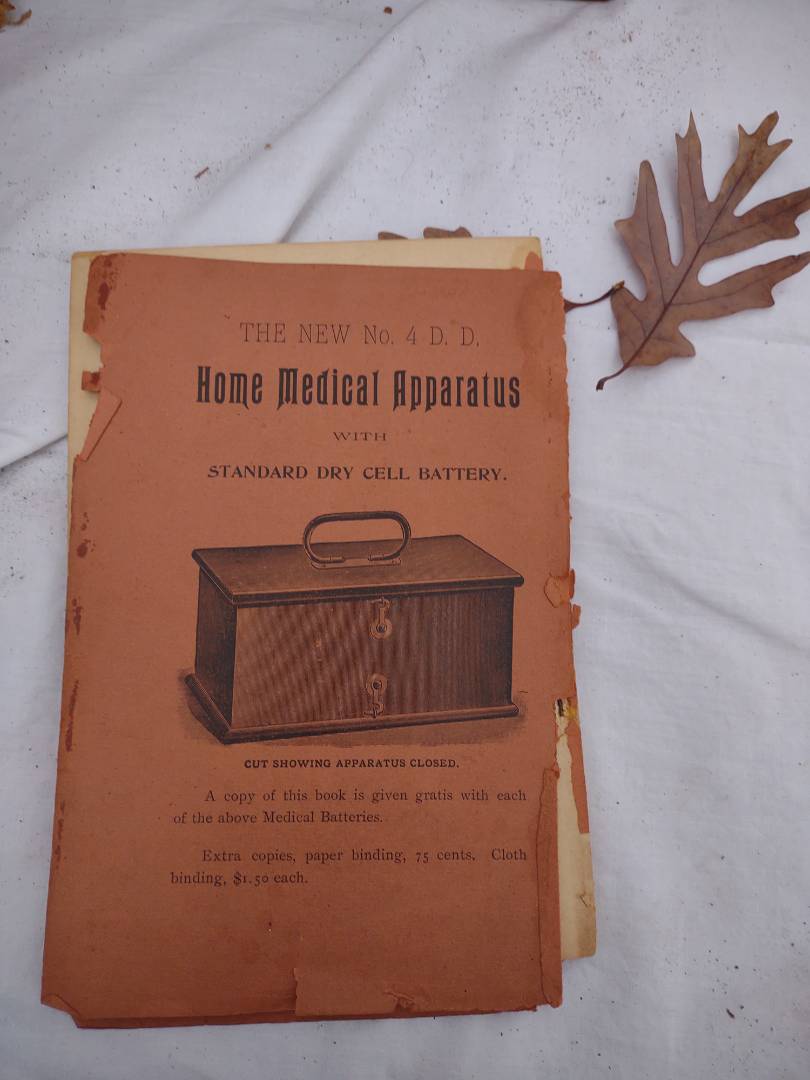 THE NEW No. 4 D. D.
Home Medical Apparatus
WITH
STANDARD DRY CELL BATTERY.
CUT SHOWING APPARATUS CLOSED.
A copy of this book is given gratis with each
of the above Medical Batteries.
Extra copies, paper binding, 75 cents. Cloth
binding, $1.50 each.